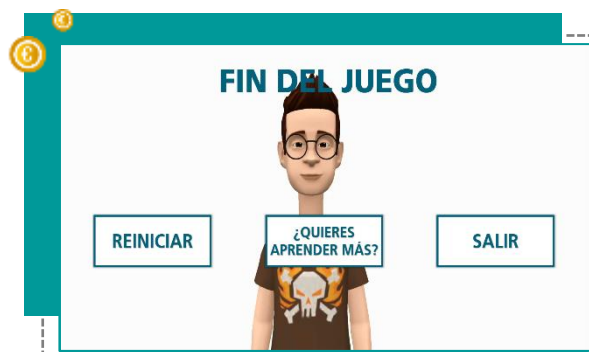 FIN DEL JUEGO
REINICIAR
¿QUIERES
APRENDER MÁS?
SALIR